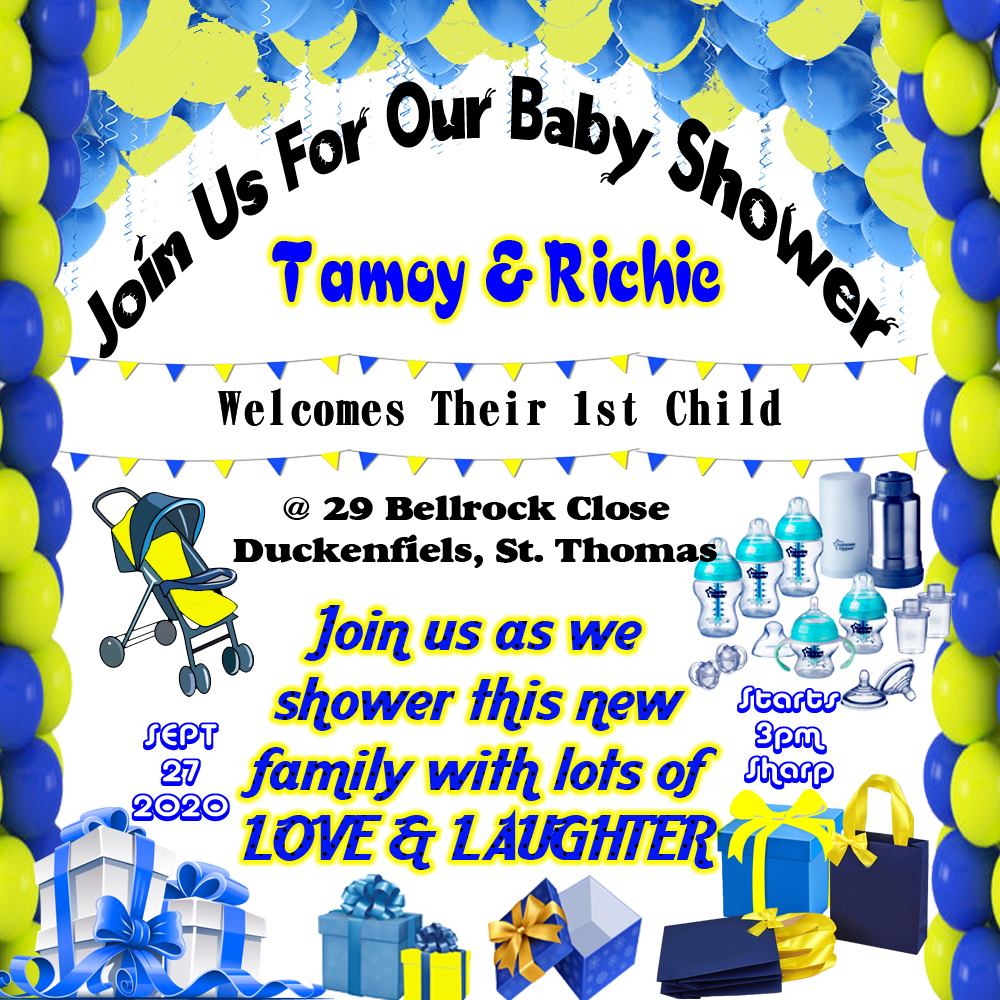 Join Us For Our Baby Shower
Tamoy & Richie
Welcomes Their 1st Child
@ 29 Bellrock Close
Duckenfiels, St. Thomas
Join us as we
shower this new
family with lots of
LOVE & LAUGHTER
SEPT
27
2020
Starts
3pm
Sharp